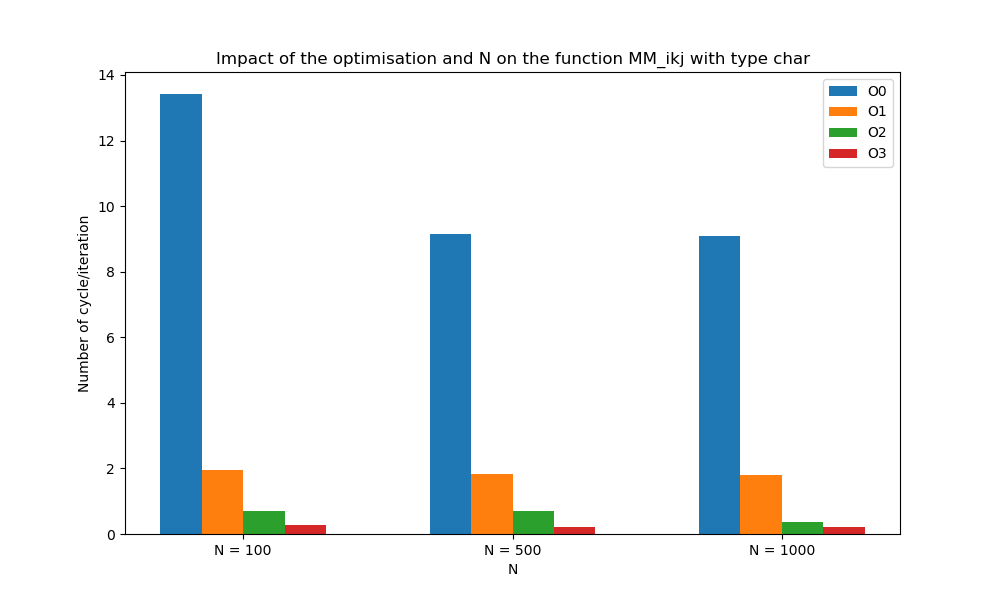 Impact of the optimisation and N on the function MM_ikj with type char
Number of cycle/iteration
14
12
10
8
6
4
2
0
O0
O1
O2
O3
N = 100
N = 500
N = 1000
N